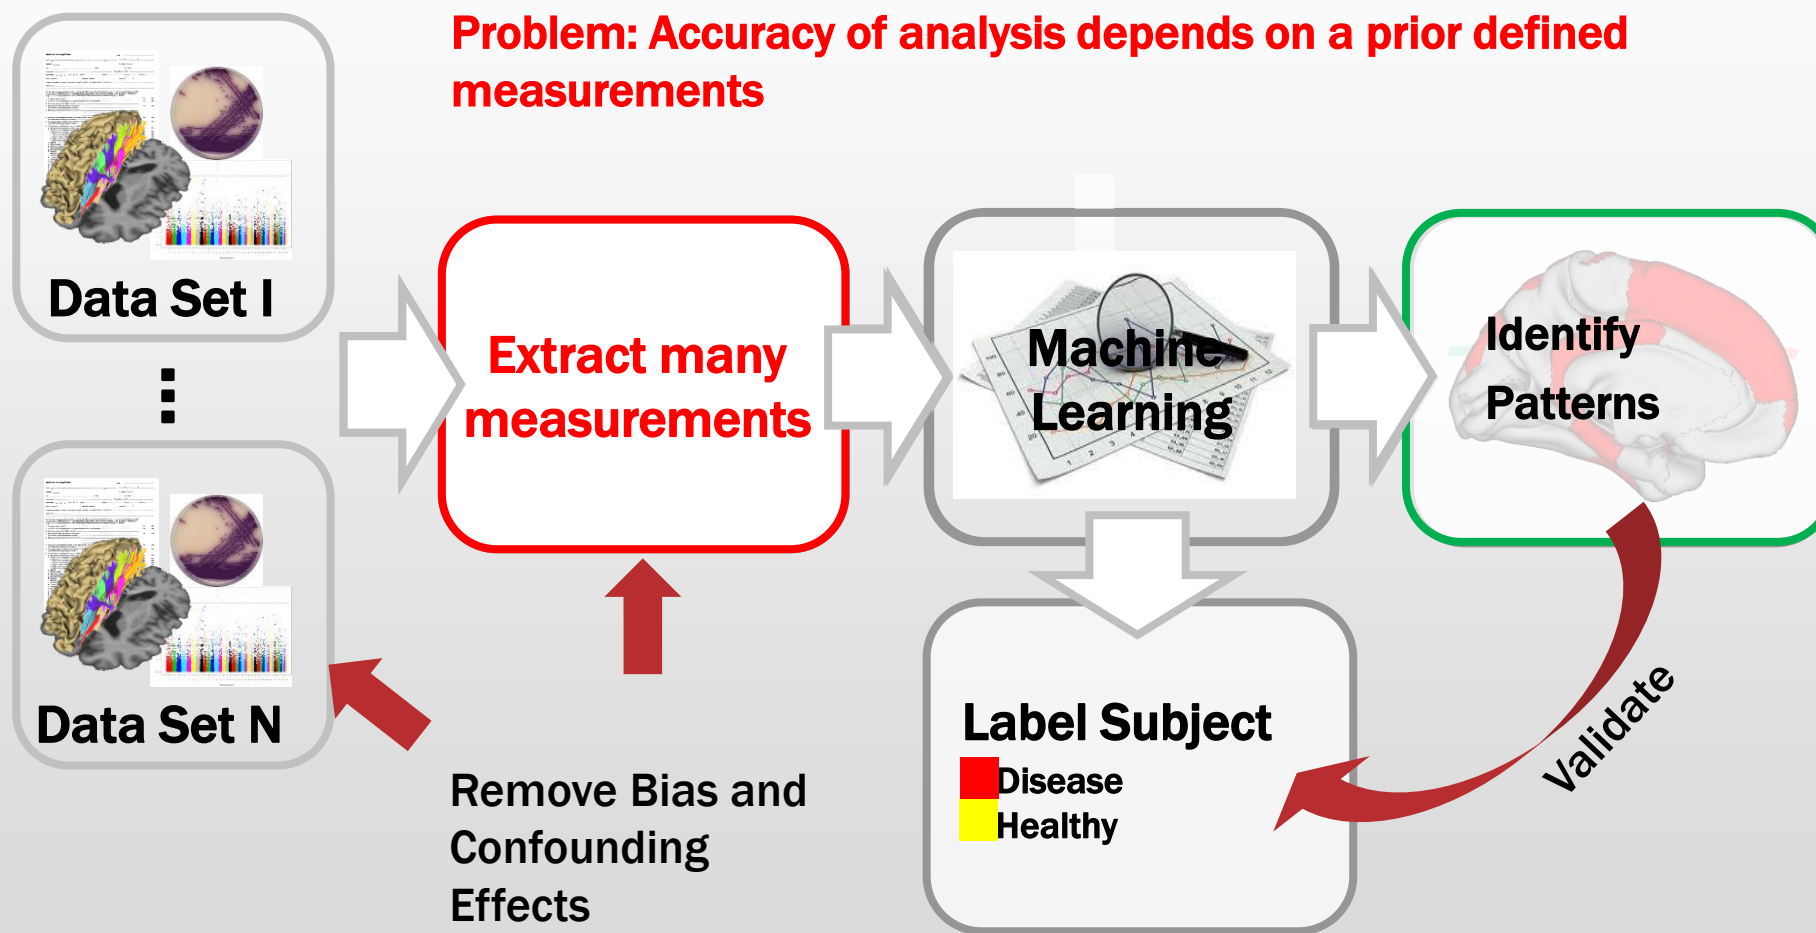 Problem: Accuracy of analysis depends on a prior defined
measurements
Data Set I
Extract many
measurements
Machine
Learning
Identify
Patterns
Data Set N
Remove Bias and
Confounding
Effects
Label Subject
Disease
Healthy
Validate